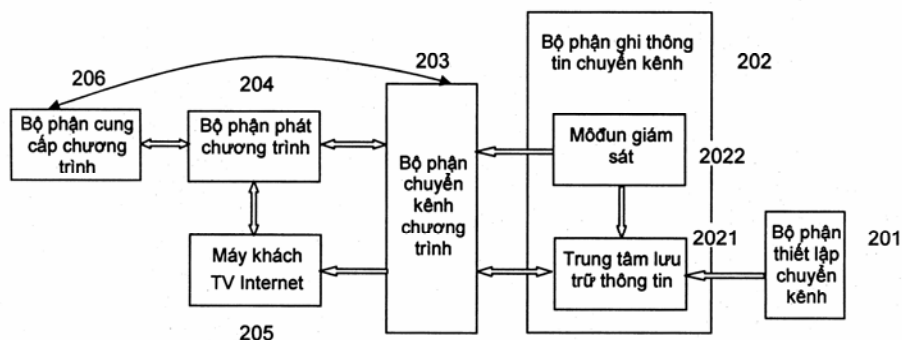 206
Bộ phận cung
cấp chương
trình
204
Bộ phận phát
chương trình
Máy khách
TV Internet
205
203
Bộ phận
chuyển
kênh
chương
trình
Bộ phận ghi thông
tin chuyển kênh
202
Môđun giám
sát
2022
2021
Trung tâm lưu
trữ thông tin
Bộ phận
thiết lập
chuyển
kênh
201